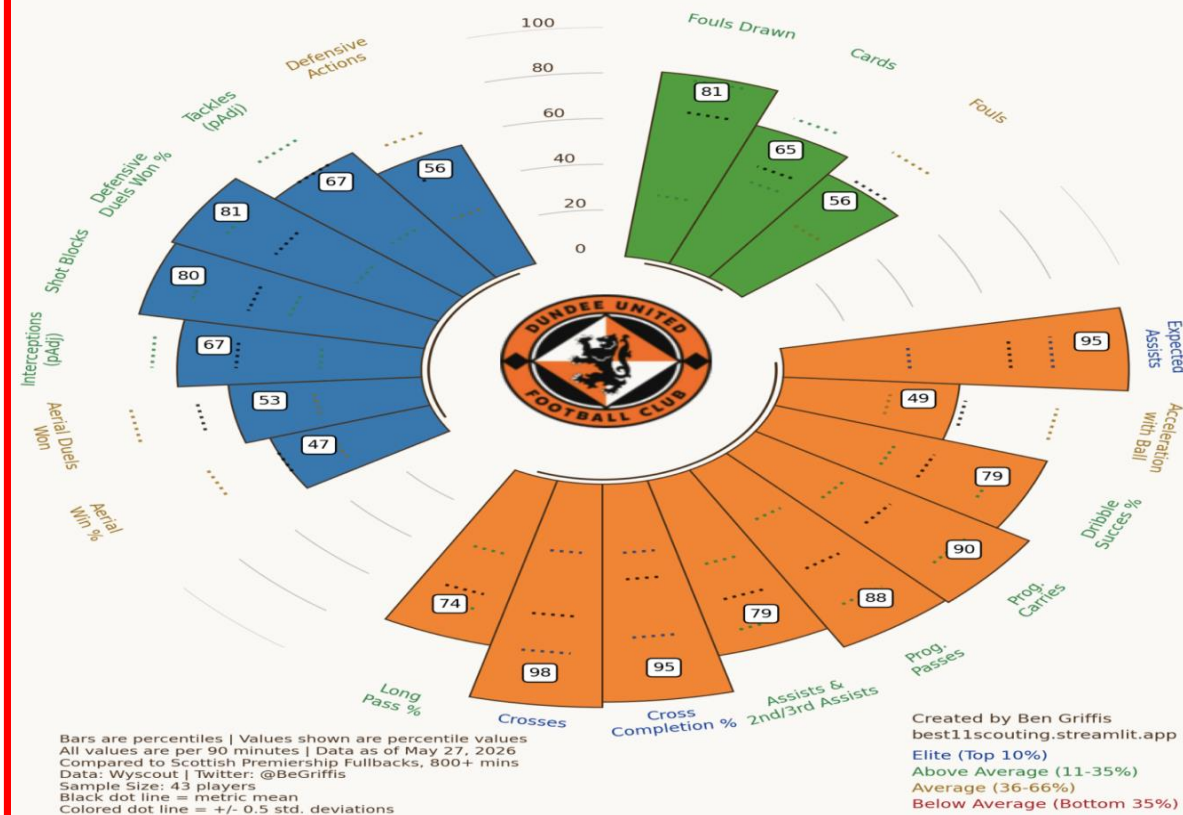 100
80
60
40
20
0
Fouls Drawn
81
Cards
65
Fouls
56
Expected
Assists
95
Acceleration
with Ball
49
Dribble
Succes %
79
Prog.
Carries
90
Prog.
Passes
88
Assists &
2nd/3rd Assists
79
Cross
Completion %
95
Crosses
98
Long
Pass %
74
Aerial
Win %
47
Aerial Duels
Won
53
Interceptions
(pAdj)
67
Shot Blocks
80
Defensive
Duels Won %
81
Tackles
(pAdj)
67
Defensive
Actions
56
DUNDEE UNITED
FOOTBALL CLUB
Bars are percentiles | Values shown are percentile values
All values are per 90 minutes | Data as of May 27, 2026
Compared to Scottish Premiership Fullbacks, 800+ mins
Data: Wyscout | Twitter: @BeGriffis
Sample Size: 43 players
Black dot line = metric mean
Colored dot line = +/- 0.5 std. deviations
Created by Ben Griffis
best11scouting.streamlit.app
Elite (Top 10%)
Above Average (11-35%)
Average (36-66%)
Below Average (Bottom 35%)